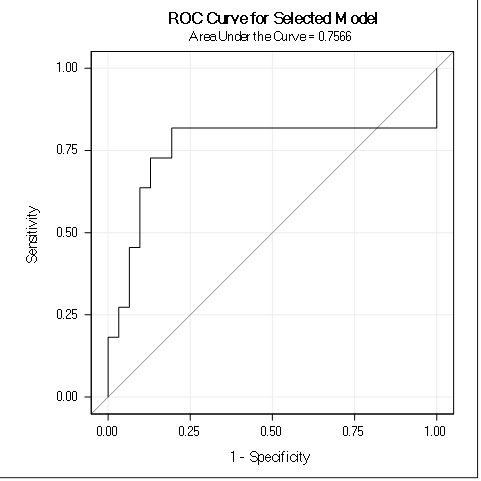 ROC Curve for Selected Model
Area Under the Curve = 0.7566
1.00
0.75
0.50
0.25
0.00
Sensitivity
0.00 0.25 0.50 0.75 1.00
1 - Specificity